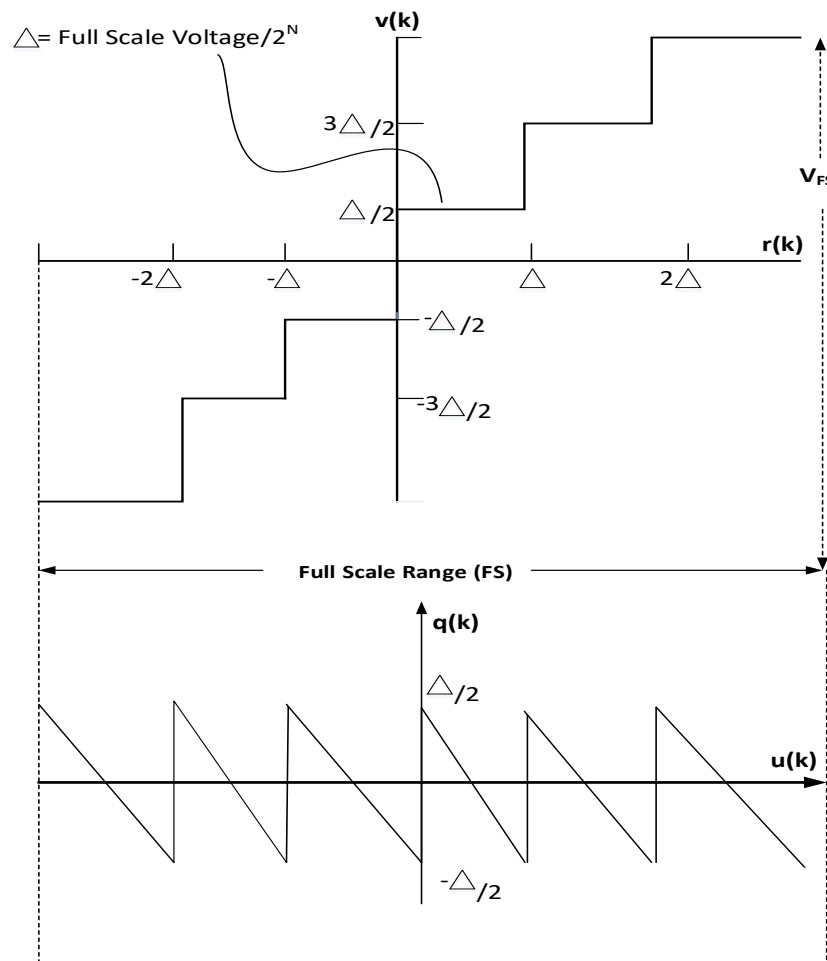 v(k)
△= Full Scale Voltage/2^N
3△/2
V_FS
△/2
r(k)
-2△
-△
△
2△
-△/2
-3△/2
Full Scale Range (FS)
q(k)
△/2
u(k)
-△/2